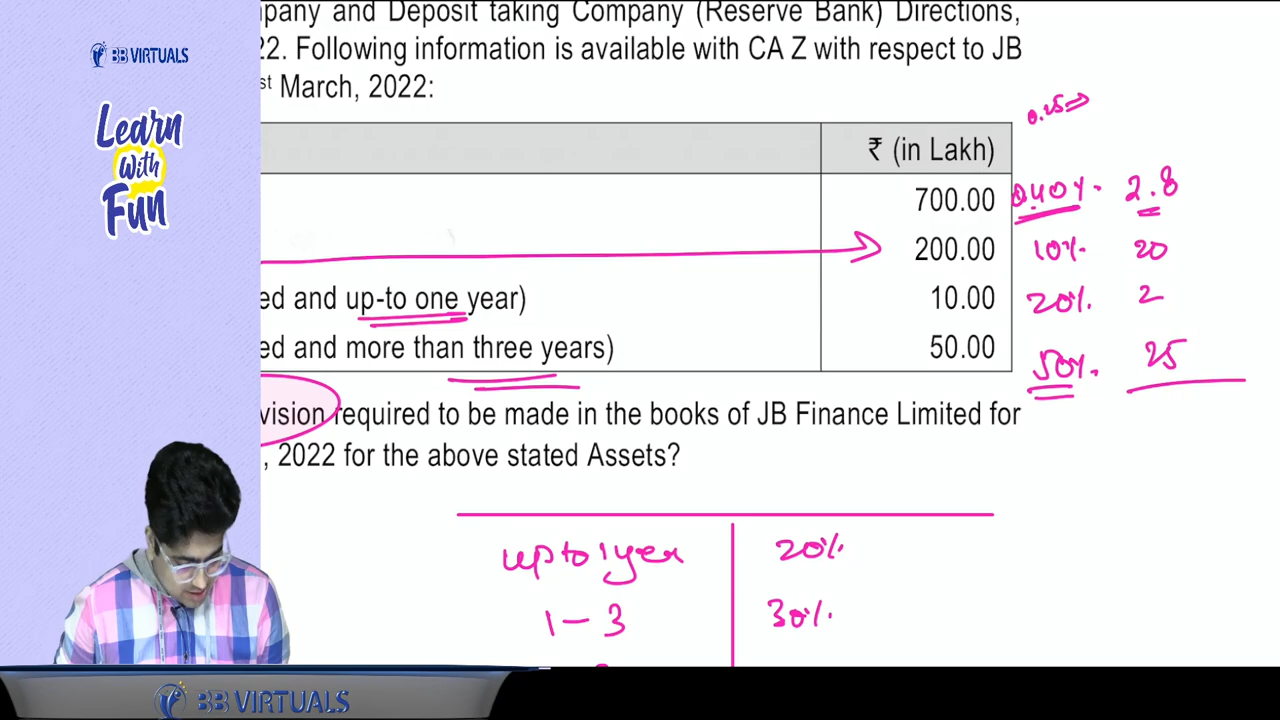 pany and Deposit taking Company (Reserve Bank) Directions,
22. Following information is available with CA Z with respect to JB
st March, 2022:
BB VIRTUALS
Learn
With
Fun
0.25⇒
₹ (in Lakh)
700.00 0.40%. 2.8
200.00 10%. 20
ed and up-to one year) 10.00 20%. 2
ed and more than three years) 50.00 50%. 25
vision required to be made in the books of JB Finance Limited for
, 2022 for the above stated Assets?
upto 1 year 20%.
1 – 3 30%.
BB VIRTUALS